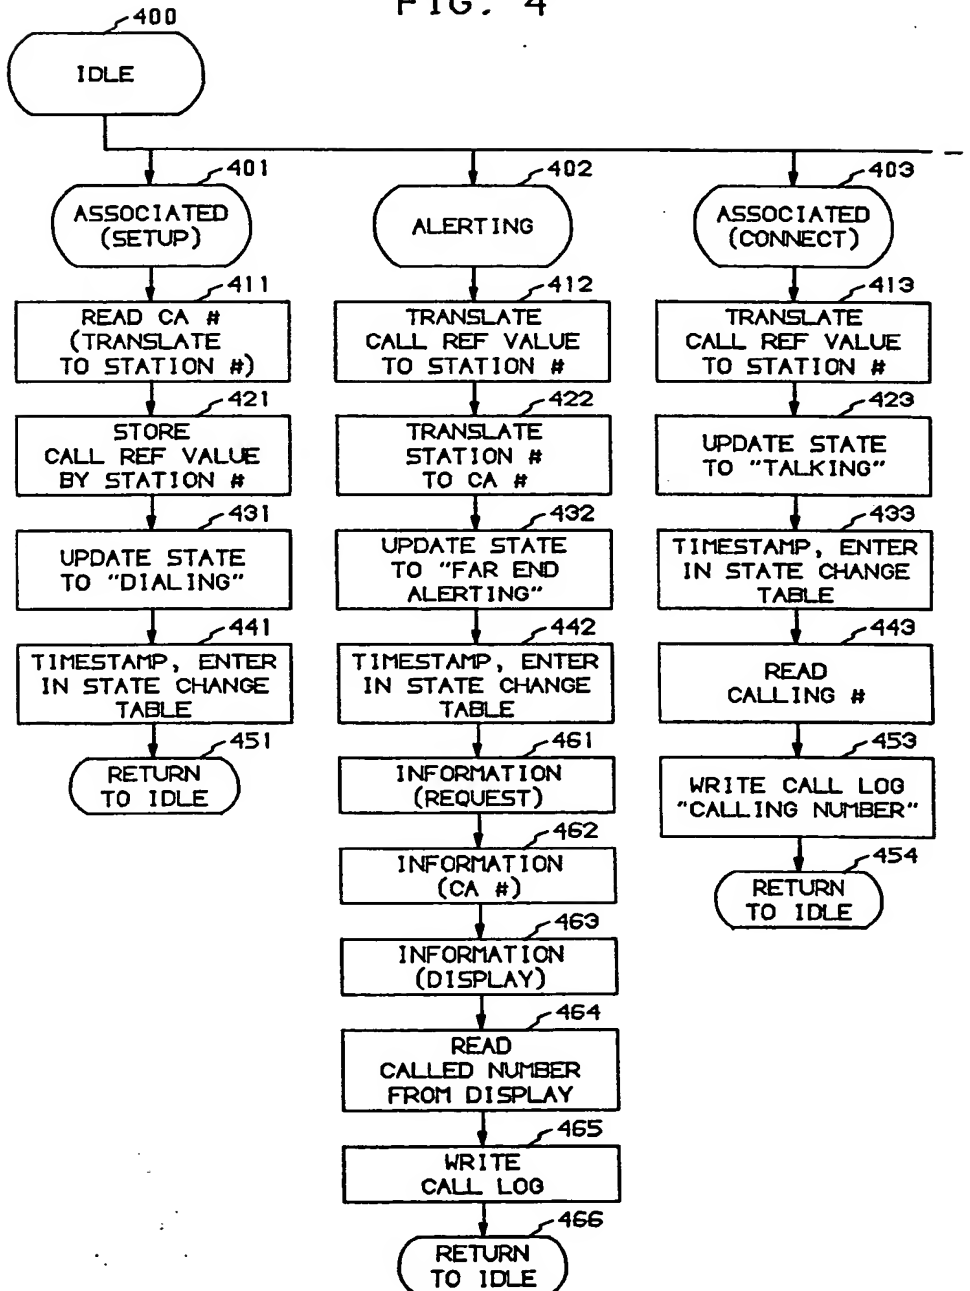 FIG. 4
400
IDLE
401
ASSOCIATED
(SETUP)
411
READ CA #
(TRANSLATE
TO STATION #)
421
STORE
CALL REF VALUE
BY STATION #
431
UPDATE STATE
TO "DIALING"
441
TIMESTAMP, ENTER
IN STATE CHANGE
TABLE
451
RETURN
TO IDLE
402
ALERTING
412
TRANSLATE
CALL REF VALUE
TO STATION #
422
TRANSLATE
STATION #
TO CA #
432
UPDATE STATE
TO "FAR END
ALERTING"
442
TIMESTAMP, ENTER
IN STATE CHANGE
TABLE
461
INFORMATION
(REQUEST)
462
INFORMATION
(CA #)
463
INFORMATION
(DISPLAY)
464
READ
CALLED NUMBER
FROM DISPLAY
465
WRITE
CALL LOG
466
RETURN
TO IDLE
403
ASSOCIATED
(CONNECT)
413
TRANSLATE
CALL REF VALUE
TO STATION #
423
UPDATE STATE
TO "TALKING"
433
TIMESTAMP, ENTER
IN STATE CHANGE
TABLE
443
READ
CALLING #
453
WRITE CALL LOG
"CALLING NUMBER"
454
RETURN
TO IDLE